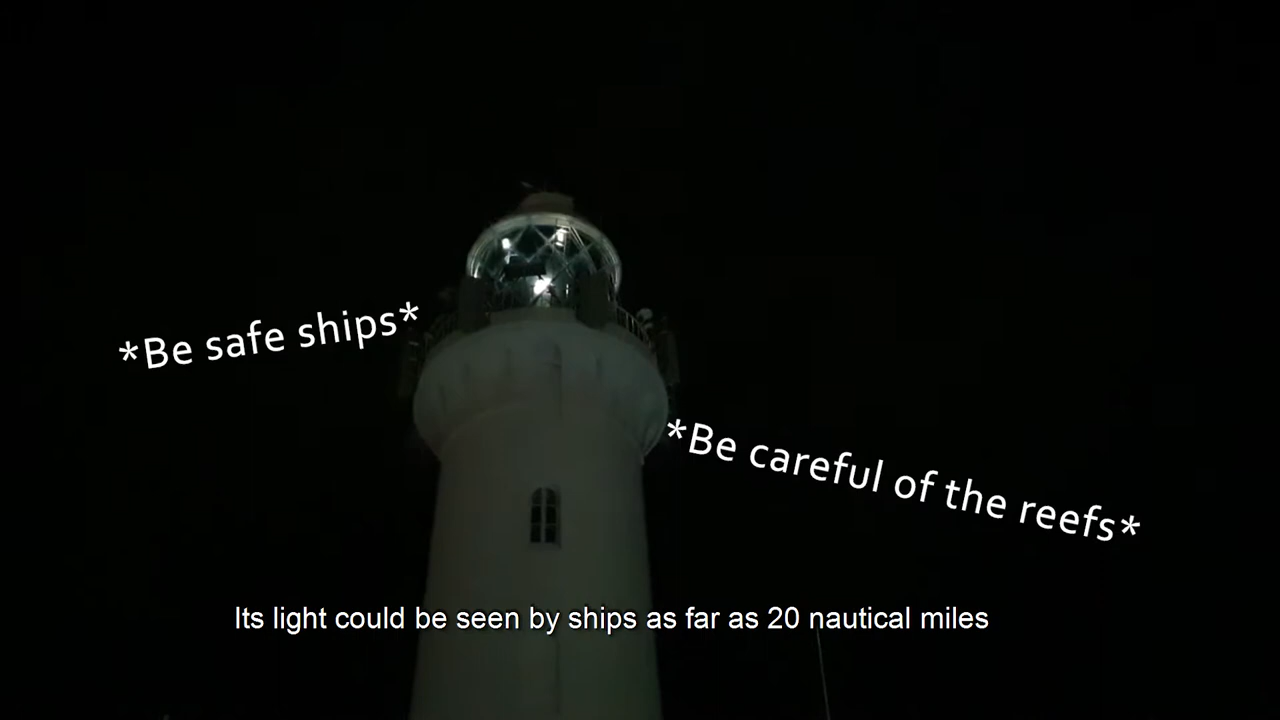 *Be safe ships*
*Be careful of the reefs*
Its light could be seen by ships as far as 20 nautical miles